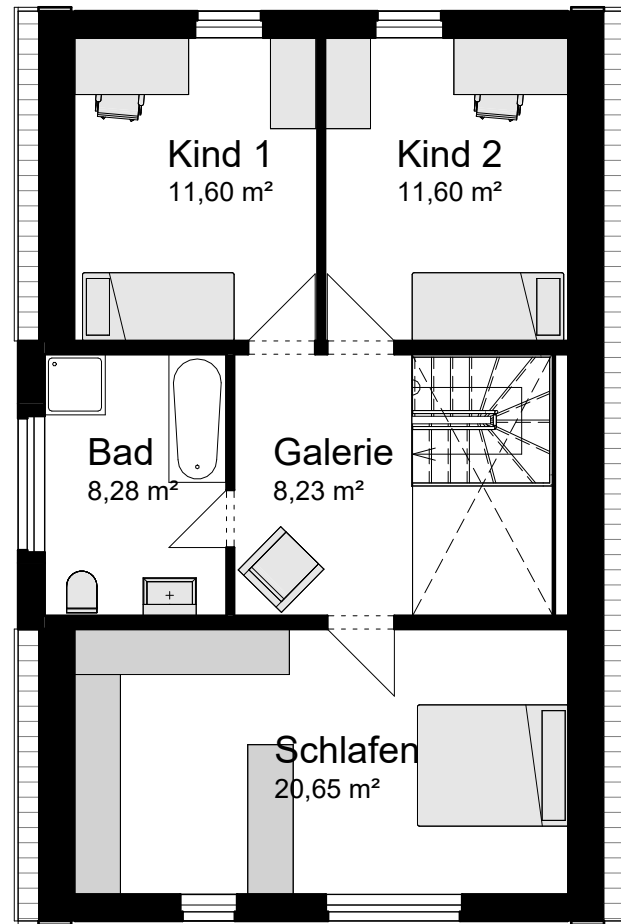 Kind 1
11,60 m²
Kind 2
11,60 m²
Bad
8,28 m²
Galerie
8,23 m²
Schlafen
20,65 m²